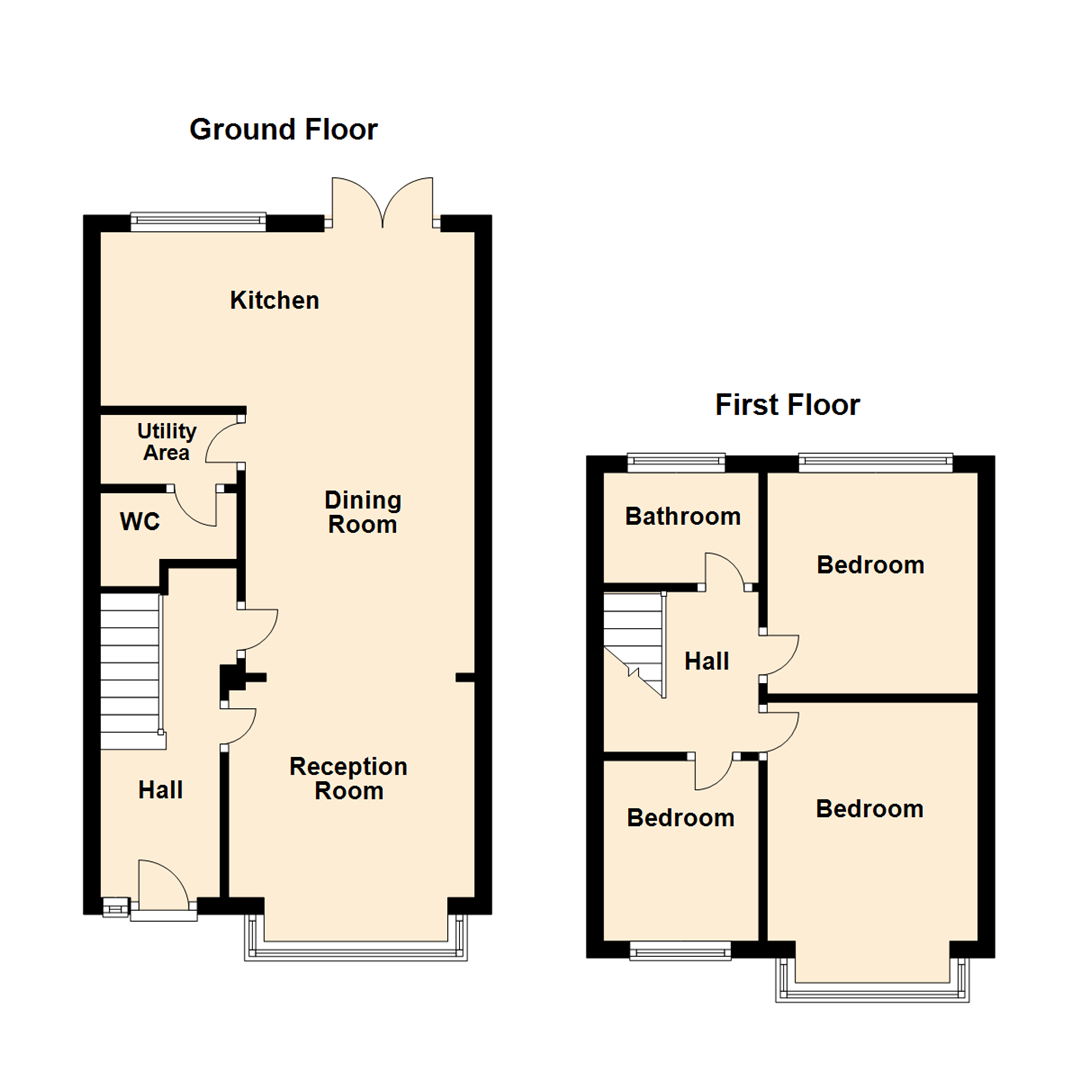 Ground Floor
Kitchen
Utility
Area
WC
Dining
Room
Reception
Room
Hall
First Floor
Bathroom
Bedroom
Hall
Bedroom
Bedroom